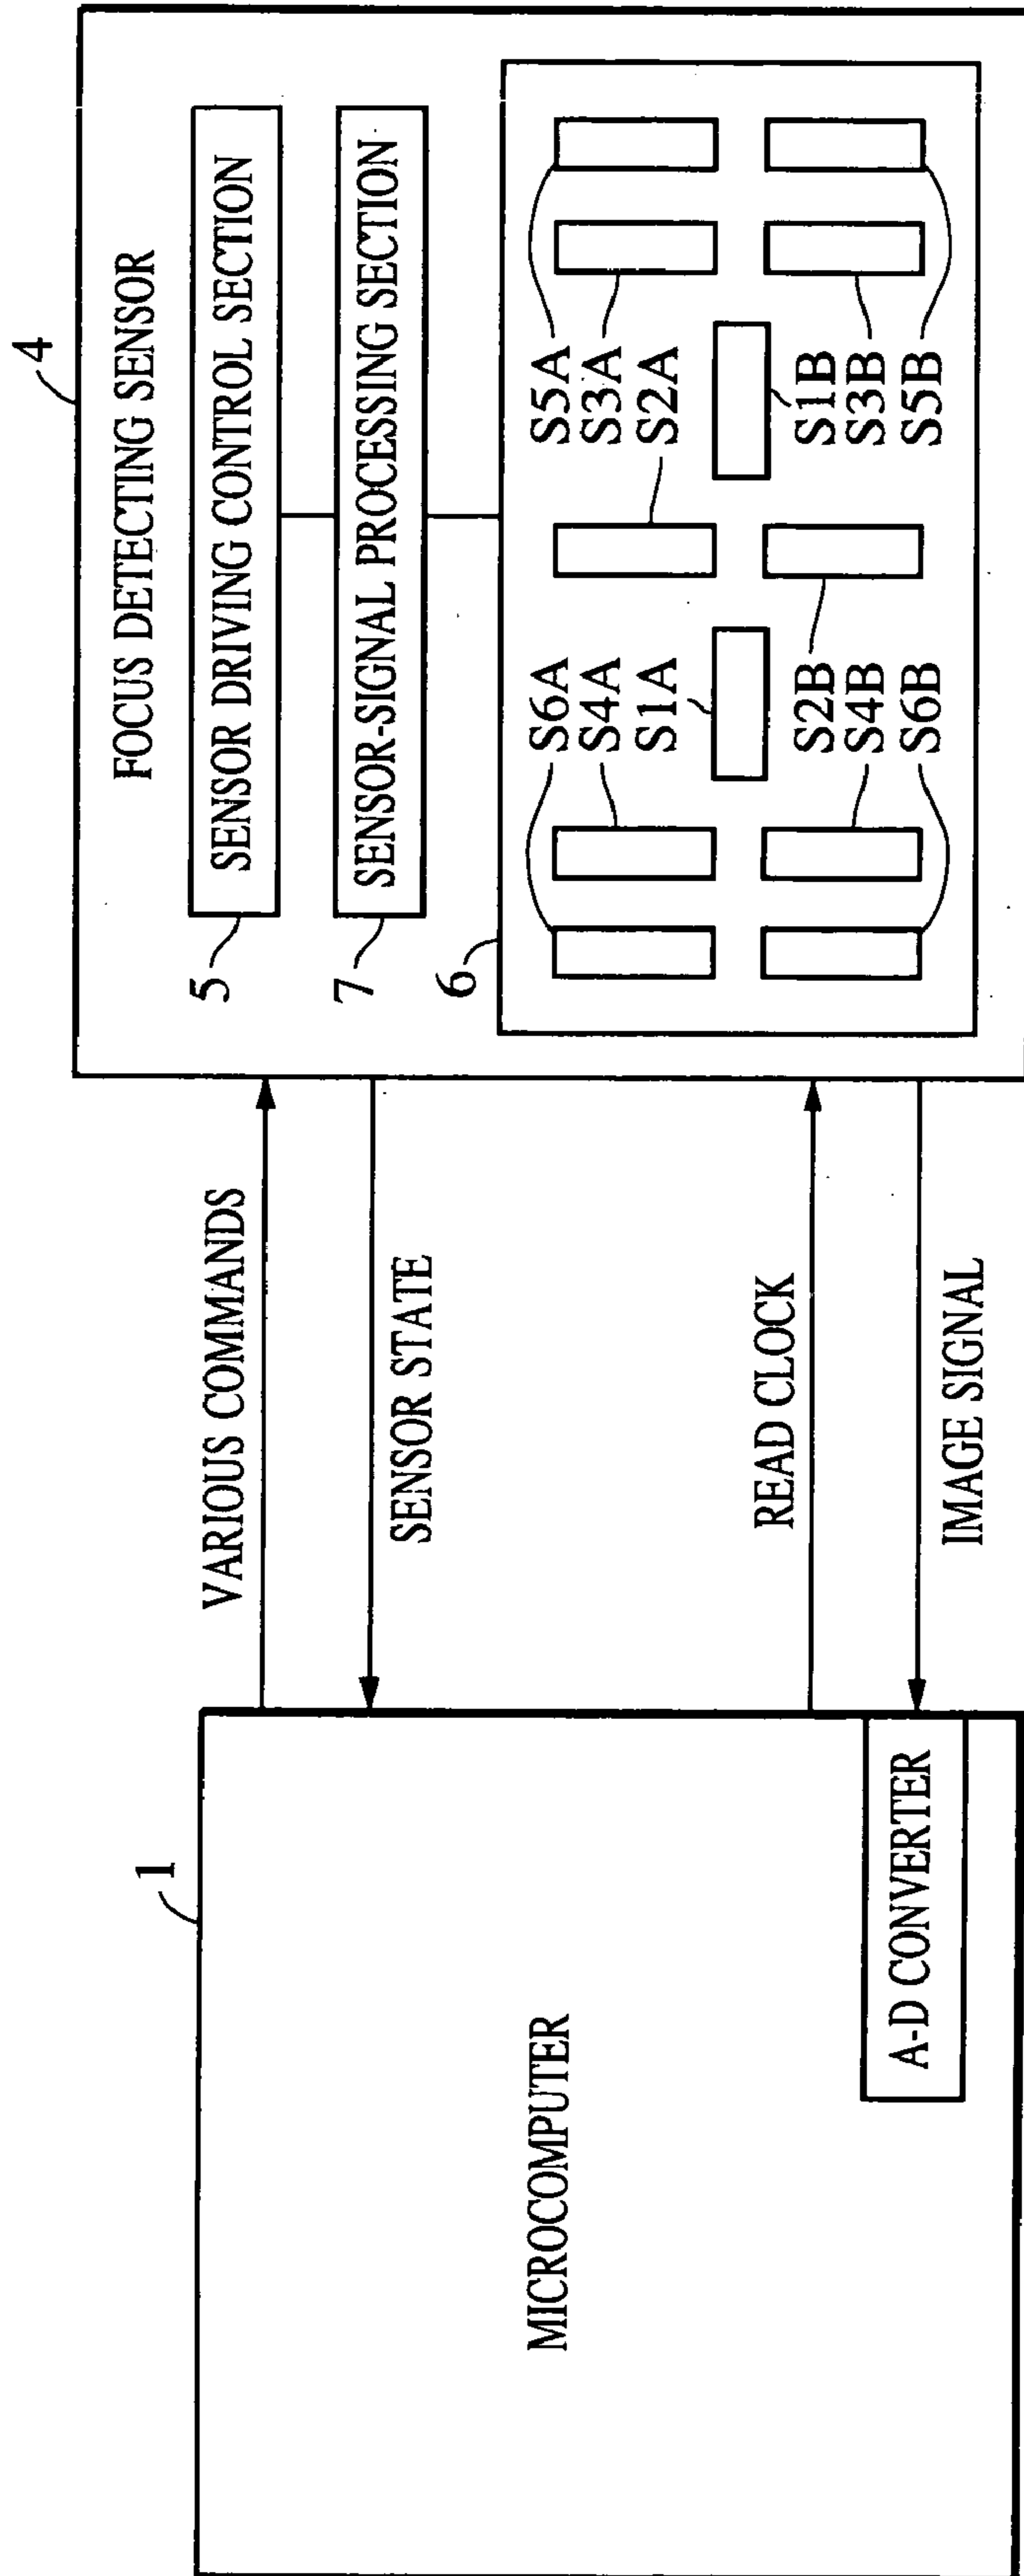 1
MICROCOMPUTER
A-D CONVERTER
VARIOUS COMMANDS
SENSOR STATE
READ CLOCK
IMAGE SIGNAL
4
FOCUS DETECTING SENSOR
5
SENSOR DRIVING CONTROL SECTION
7
SENSOR-SIGNAL PROCESSING SECTION
6
S6A
S5A
S4A
S3A
S1A
S2A
S2B
S1B
S4B
S3B
S6B
S5B